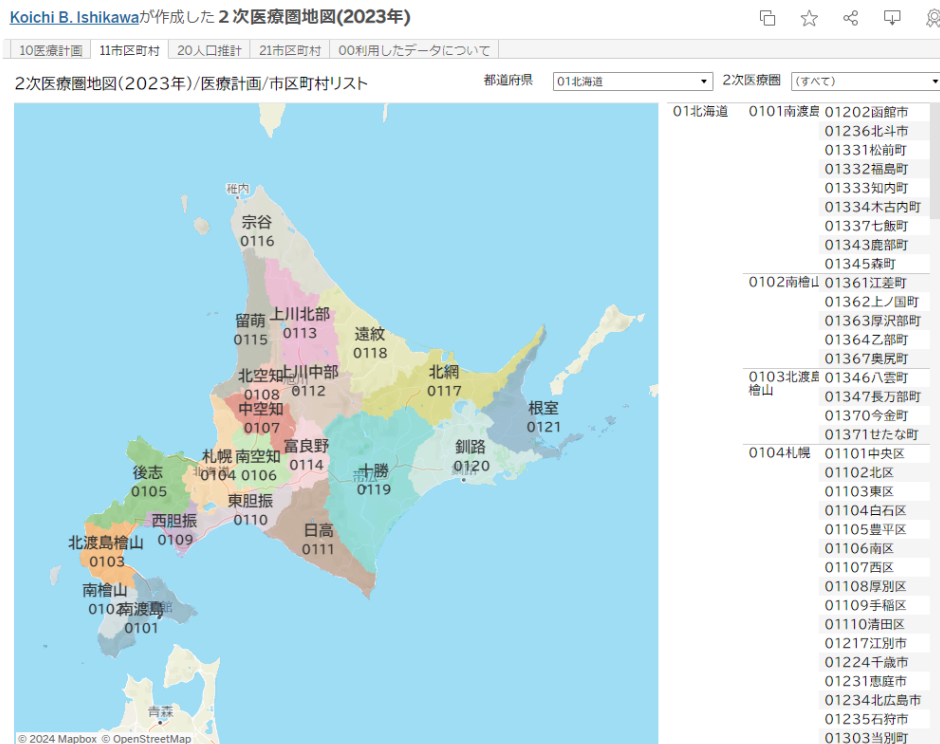 Koichi B. Ishikawaが作成した２次医療圏地図(2023年)
10医療計画 11市区町村 20人口推計 21市区町村 00利用したデータについて
2次医療圏地図(2023年)/医療計画/市区町村リスト
都道府県 01北海道 2次医療圏 (すべて)
稚内
宗谷
0116
留萌
0115
上川北部
0113
遠紋
0118
北空知
0108
上川中部
0112
北網
0117
中空知
0107
根室
0121
札幌
0104
南空知
0106
富良野
0114
十勝
0119
釧路
0120
後志
0105
東胆振
0110
西胆振
0109
日高
0111
北渡島檜山
0103
南檜山
0102
南渡島
0101
青森
© 2024 Mapbox © OpenStreetMap
01北海道 0101南渡島 01202函館市
01236北斗市
01331松前町
01332福島町
01333知内町
01334木古内町
01337七飯町
01343鹿部町
01345森町
0102南檜山 01361江差町
01362上ノ国町
01363厚沢部町
01364乙部町
01367奥尻町
0103北渡島檜山 01346八雲町
01347長万部町
01370今金町
01371せたな町
0104札幌 01101中央区
01102北区
01103東区
01104白石区
01105豊平区
01106南区
01107西区
01108厚別区
01109手稲区
01110清田区
01217江別市
01224千歳市
01231恵庭市
01234北広島市
01235石狩市
01303当別町